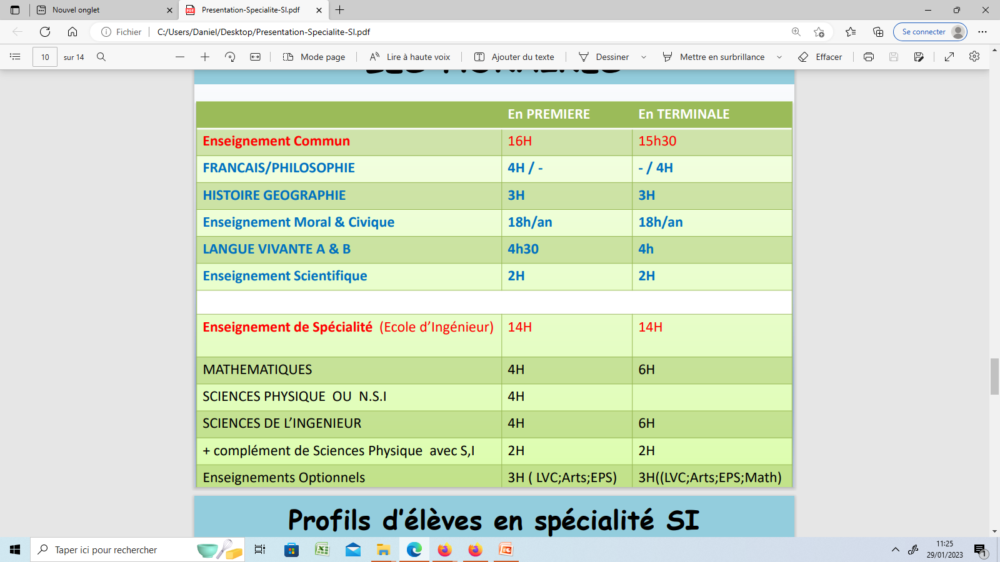 Nouvel onglet
Presentation-Specialite-SI.pdf
Fichier
C:/Users/Daniel/Desktop/Presentation-Specialite-SI.pdf
Se connecter
10 sur 14
Mode page
Lire à haute voix
Ajouter du texte
Dessiner
Mettre en surbrillance
Effacer
En PREMIERE En TERMINALE
Enseignement Commun 16H 15h30
FRANCAIS/PHILOSOPHIE 4H / - - / 4H
HISTOIRE GEOGRAPHIE 3H 3H
Enseignement Moral & Civique 18h/an 18h/an
LANGUE VIVANTE A & B 4h30 4h
Enseignement Scientifique 2H 2H
Enseignement de Spécialité (Ecole d’Ingénieur) 14H 14H
MATHEMATIQUES 4H 6H
SCIENCES PHYSIQUE OU N.S.I 4H
SCIENCES DE L’INGENIEUR 4H 6H
+ complément de Sciences Physique avec S,I 2H 2H
Enseignements Optionnels 3H ( LVC;Arts;EPS) 3H((LVC;Arts;EPS;Math)
Profils d’élèves en spécialité SI
Taper ici pour rechercher
11:25
29/01/2023
1